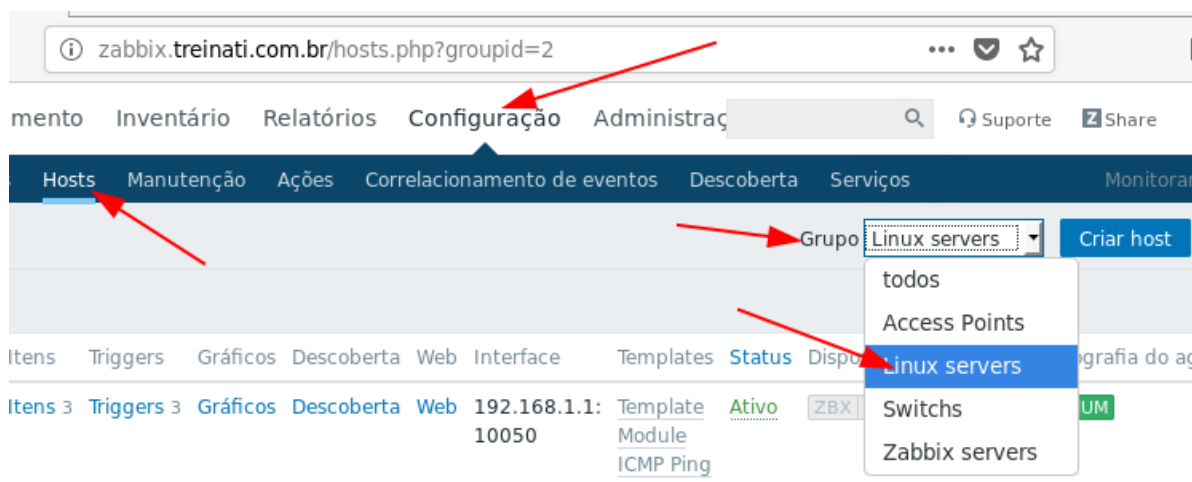 zabbix.treinati.com.br/hosts.php?groupid=2
mento Inventário Relatórios Configuração Administraç Suporte Z Share
Hosts Manutenção Ações Correlacionamento de eventos Descoberta Serviços Monitorar
Grupo Linux servers Criar host
todos
Access Points
Itens Triggers Gráficos Descoberta Web Interface Templates Status Dispo Linux servers ografia do ag
Itens 3 Triggers 3 Gráficos Descoberta Web 192.168.1.1: Template Ativo ZBX Switchs UM
10050 Module
Zabbix servers
ICMP Ping